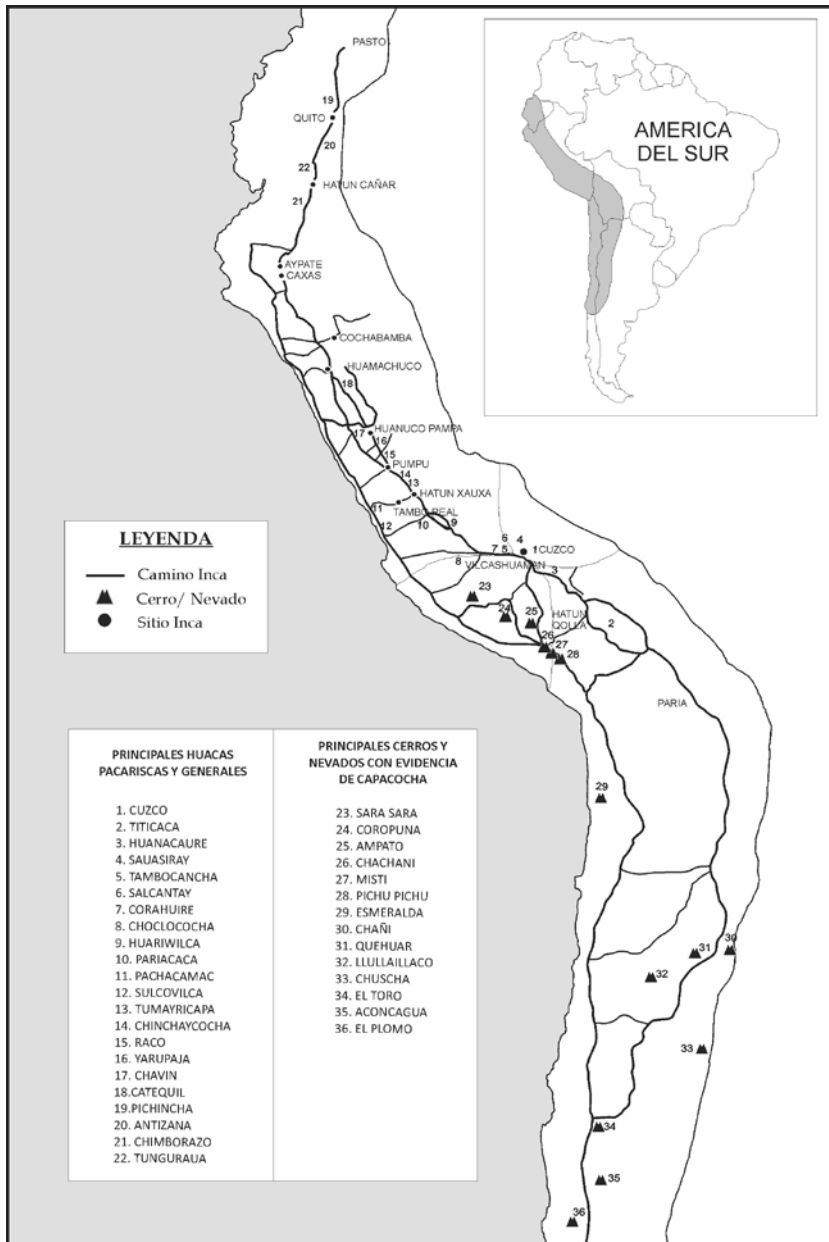 PASTO
19
QUITO
20
22
HATUN CAÑAR
21
AYPATE
CAXAS
COCHABAMBA
HUAMACHUCO
18
17
HUANUCO PAMPA
16
15
PUMPU
14
13
HATUN XAUXA
11
TAMBO REAL
10
9
12
6
4
7
5
1
CUZCO
VILCASHUAMAN
8
3
23
24
25
HATUN
QOLLA
2
26
27
28
PARIA
29
30
31
32
33
34
35
36
AMERICA
DEL SUR
LEYENDA
Camino Inca
Cerro/ Nevado
Sitio Inca
PRINCIPALES HUACAS
PACARISCAS Y GENERALES
1. CUZCO
2. TITICACA
3. HUANACAURE
4. SAUASIRAY
5. TAMBOCANCHA
6. SALCANTAY
7. CORAHUIRE
8. CHOCLOCOCHA
9. HUARIWILCA
10. PARIACACA
11. PACHACAMAC
12. SULCOVILCA
13. TUMAYRICAPA
14. CHINCHAYCOCHA
15. RACO
16. YARUPAJA
17. CHAVIN
18.CATEQUIL
19.PICHINCHA
20. ANTIZANA
21. CHIMBORAZO
22. TUNGURAUA
PRINCIPALES CERROS Y
NEVADOS CON EVIDENCIA
DE CAPACOCHA
23. SARA SARA
24. COROPUNA
25. AMPATO
26. CHACHANI
27. MISTI
28. PICHU PICHU
29. ESMERALDA
30. CHAÑI
31. QUEHUAR
32. LLULLAILLACO
33. CHUSCHA
34. EL TORO
35. ACONCAGUA
36. EL PLOMO